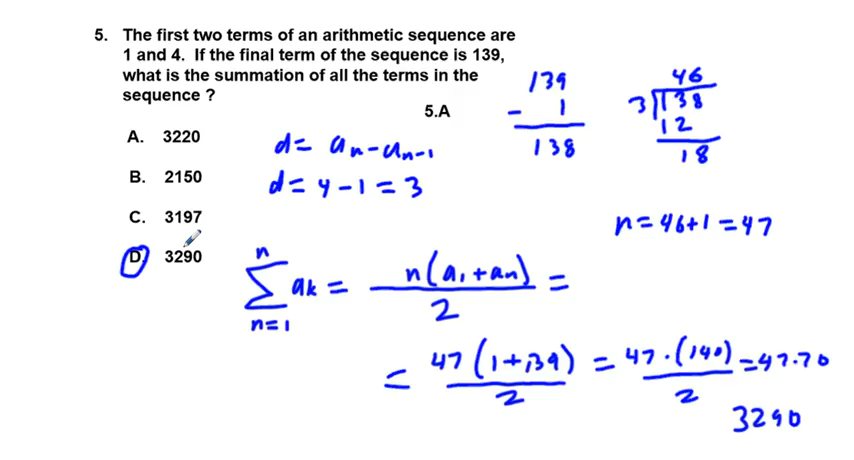 5. The first two terms of an arithmetic sequence are
1 and 4. If the final term of the sequence is 139,
what is the summation of all the terms in the
sequence ?
5.A
A. 3220
B. 2150
C. 3197
D. 3290
d = an - an-1
d = 4 - 1 = 3
139
- 1
138
46
3 138
12
18
n = 46 + 1 = 47
n
∑ ak = n(a1 + an) =
2
n=1
= 47 (1 + 139) = 47 · (140) = 47.70
2 2
3290